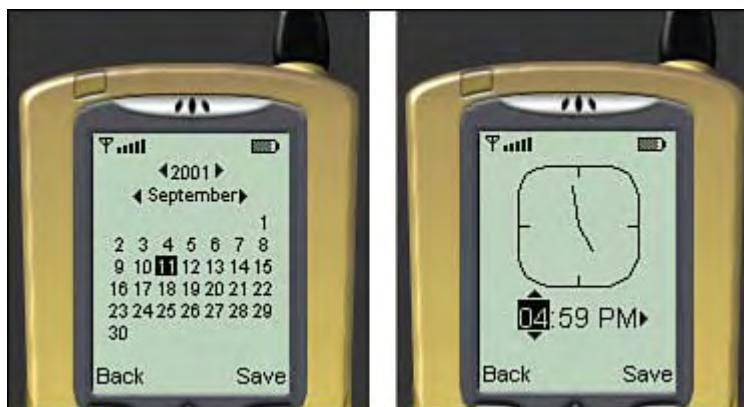 2001
September
1
2 3 4 5 6 7 8
9 10 11 12 13 14 15
16 17 18 19 20 21 22
23 24 25 26 27 28 29
30
Back Save
04:59 PM
Back Save